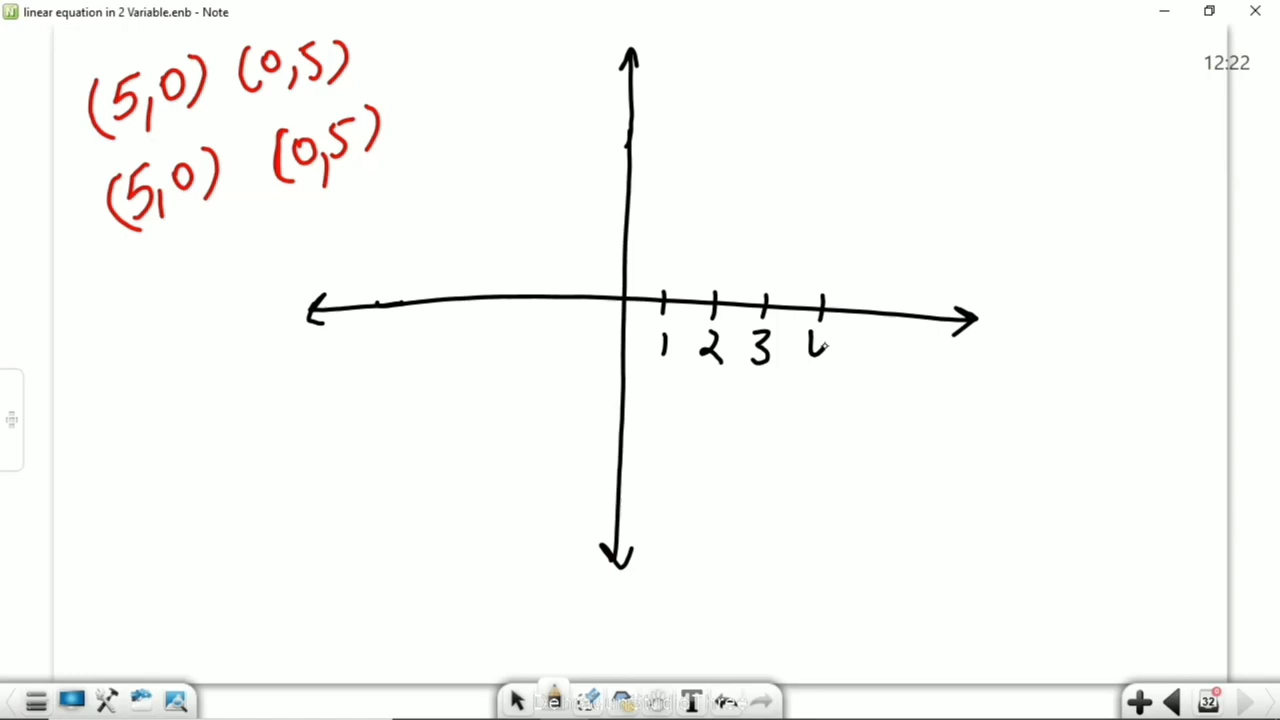 linear equation in 2 Variable.enb - Note
12:22
(5,0) (0,5)
(5,0) (0,5)
1 2 3
T
32